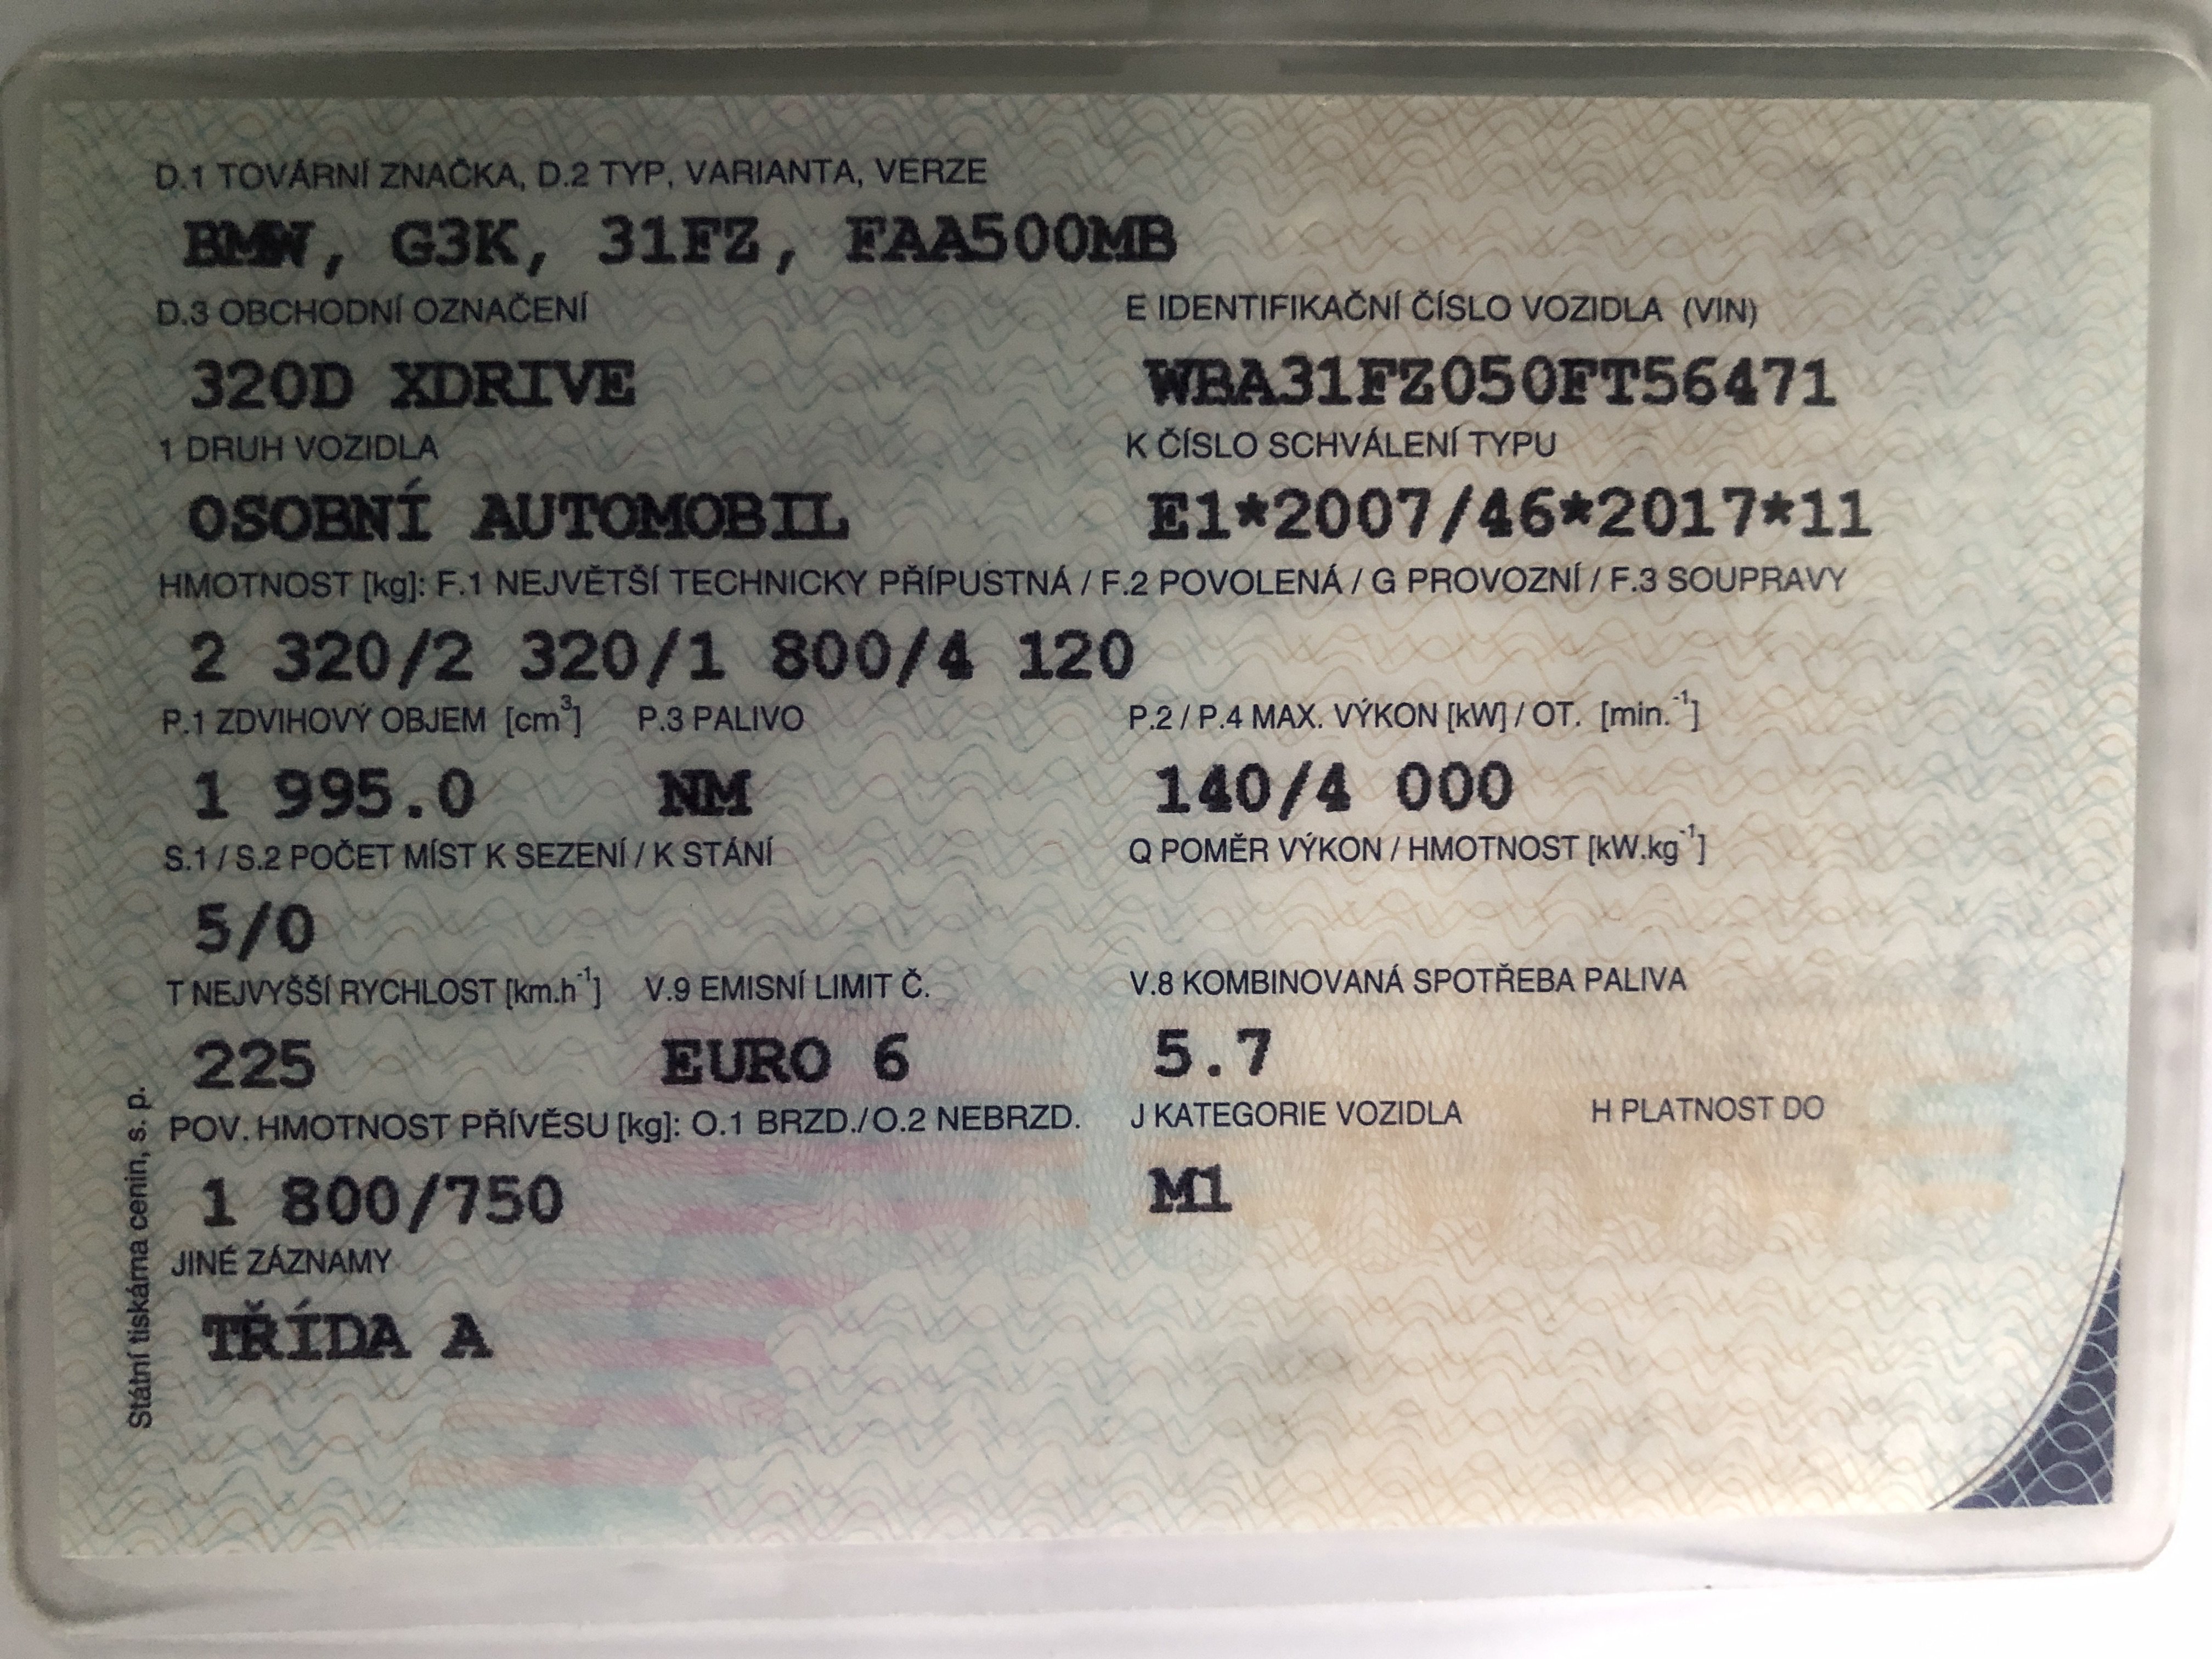 D.1 TOVÁRNÍ ZNAČKA, D.2 TYP, VARIANTA, VERZE
BMW, G3K, 31FZ, FAA500MB
D.3 OBCHODNÍ OZNAČENÍ E IDENTIFIKAČNÍ ČÍSLO VOZIDLA (VIN)
320D XDRIVE WBA31FZ050FT56471
1 DRUH VOZIDLA K ČÍSLO SCHVÁLENÍ TYPU
OSOBNÍ AUTOMOBIL E1*2007/46*2017*11
HMOTNOST [kg]: F.1 NEJVĚTŠÍ TECHNICKY PŘÍPUSTNÁ / F.2 POVOLENÁ / G PROVOZNÍ / F.3 SOUPRAVY
2 320/2 320/1 800/4 120
P.1 ZDVIHOVÝ OBJEM [cm³] P.3 PALIVO P.2 / P.4 MAX. VÝKON [kW] / OT. [min.⁻¹]
1 995.0 NM 140/4 000
S.1 / S.2 POČET MÍST K SEZENÍ / K STÁNÍ Q POMĚR VÝKON / HMOTNOST [kW.kg⁻¹]
5/0
T NEJVYŠŠÍ RYCHLOST [km.h⁻¹] V.9 EMISNÍ LIMIT Č. V.8 KOMBINOVANÁ SPOTŘEBA PALIVA
225 EURO 6 5.7
POV. HMOTNOST PŘÍVĚSU [kg]: O.1 BRZD./O.2 NEBRZD. J KATEGORIE VOZIDLA H PLATNOST DO
1 800/750 M1
JINÉ ZÁZNAMY
TŘÍDA A
Státní tiskárna cenin, s. p.